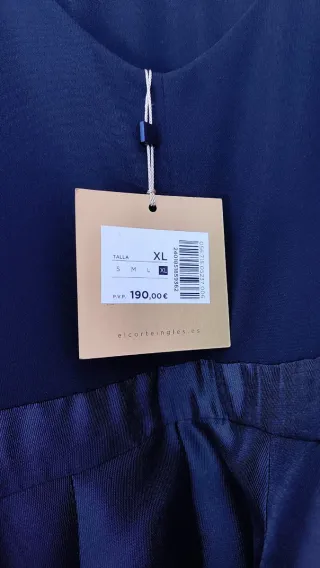 TALLA XL
S M L XL
P.V.P. 190,00€
elcorteingles.es